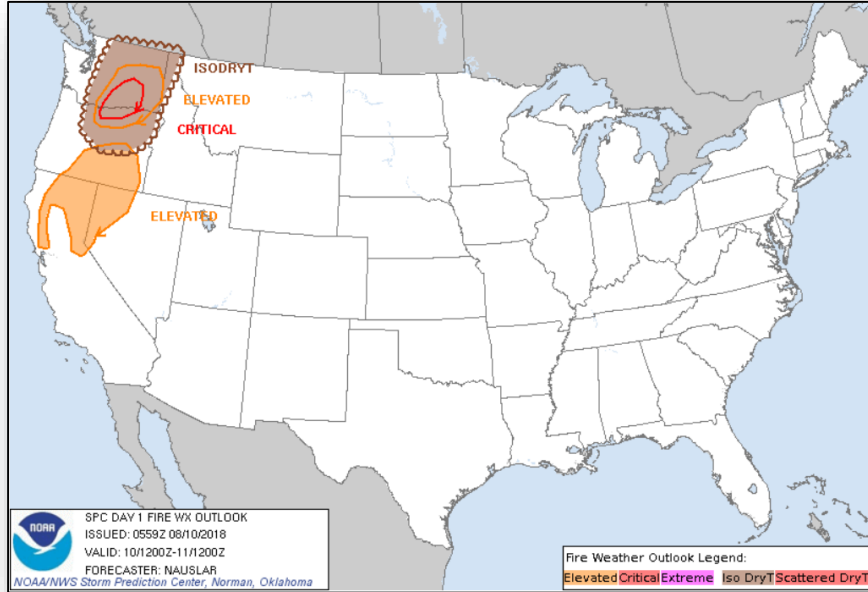 ISODRYT
ELEVATED
CRITICAL
ELEVATED
NOAA
SPC DAY 1 FIRE WX OUTLOOK
ISSUED: 0559Z 08/10/2018
VALID: 10/1200Z-11/1200Z
FORECASTER: NAUSLAR
NOAA/NWS Storm Prediction Center, Norman, Oklahoma
Fire Weather Outlook Legend:
Elevated Critical Extreme Iso DryT Scattered DryT